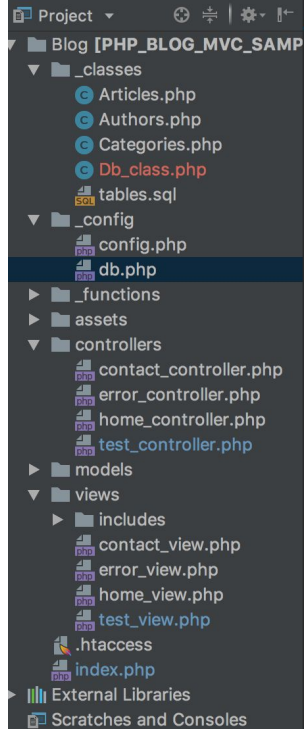 Project
Blog [PHP_BLOG_MVC_SAMP
_classes
Articles.php
Authors.php
Categories.php
Db_class.php
tables.sql
_config
config.php
db.php
_functions
assets
controllers
contact_controller.php
error_controller.php
home_controller.php
test_controller.php
models
views
includes
contact_view.php
error_view.php
home_view.php
test_view.php
.htaccess
index.php
External Libraries
Scratches and Consoles